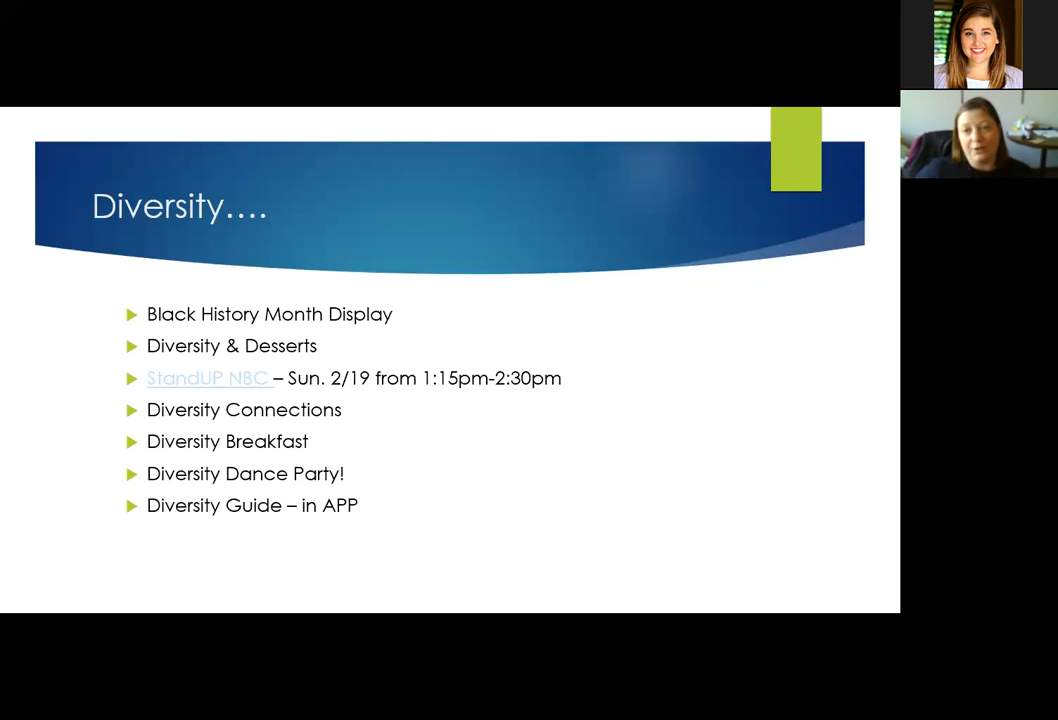 Diversity....
Black History Month Display
Diversity & Desserts
StandUP NBC – Sun. 2/19 from 1:15pm-2:30pm
Diversity Connections
Diversity Breakfast
Diversity Dance Party!
Diversity Guide – in APP